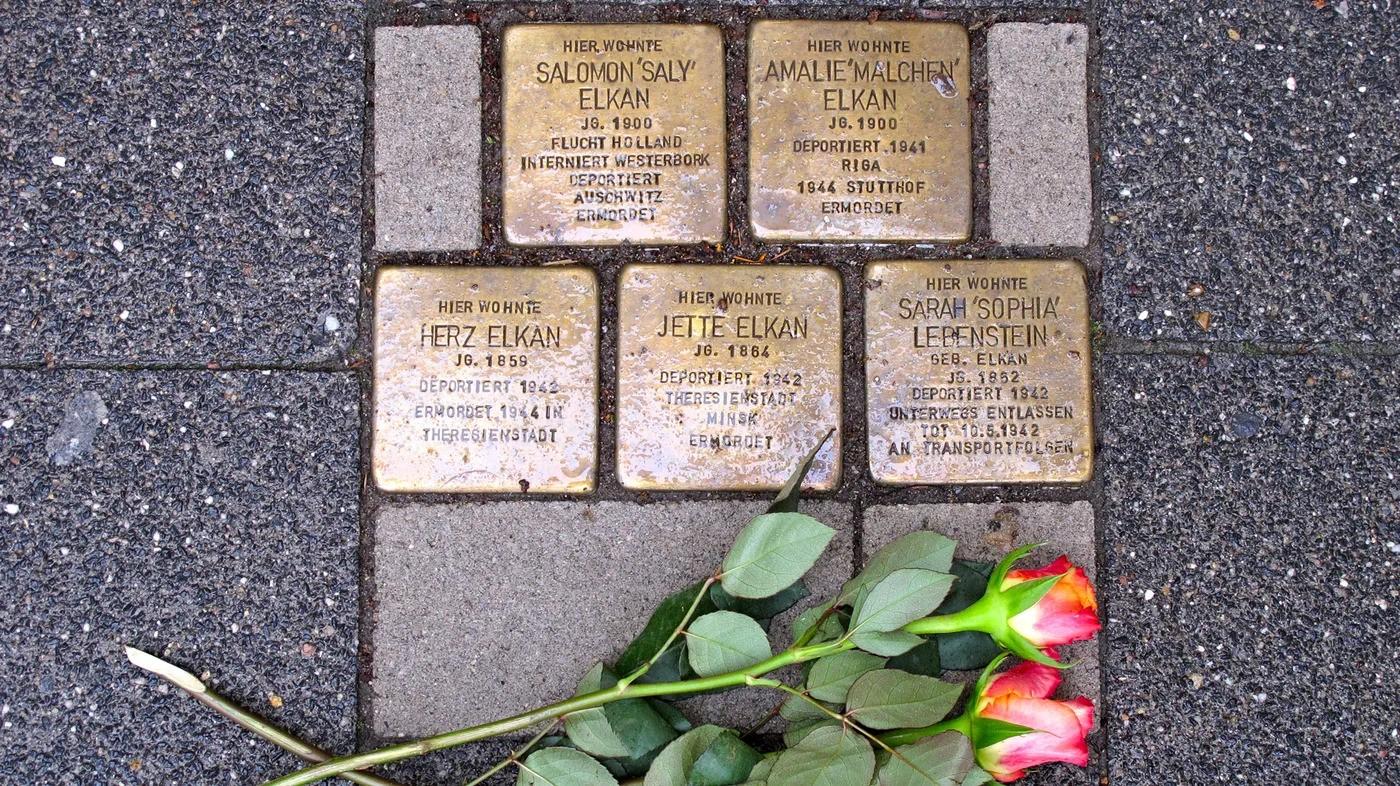 HIER WOHNTE
SALOMON 'SALY'
ELKAN
JG. 1900
FLUCHT HOLLAND
INTERNIERT WESTERBORK
DEPORTIERT
AUSCHWITZ
ERMORDET
HIER WOHNTE
AMALIE 'MALCHEN'
ELKAN
JG. 1900
DEPORTIERT 1941
RIGA
1944 STUTTHOF
ERMORDET
HIER WOHNTE
HERZ ELKAN
JG. 1859
DEPORTIERT 1942
ERMORDET 1944 IN
THERESIENSTADT
HIER WOHNTE
JETTE ELKAN
JG. 1864
DEPORTIERT 1942
THERESIENSTADT
MINSK
ERMORDET
HIER WOHNTE
SARAH 'SOPHIA'
LEBENSTEIN
GEB. ELKAN
JG. 1862
DEPORTIERT 1942
UNTERWEGS ENTLASSEN
TOT 10.5.1942
AN TRANSPORTFOLGEN